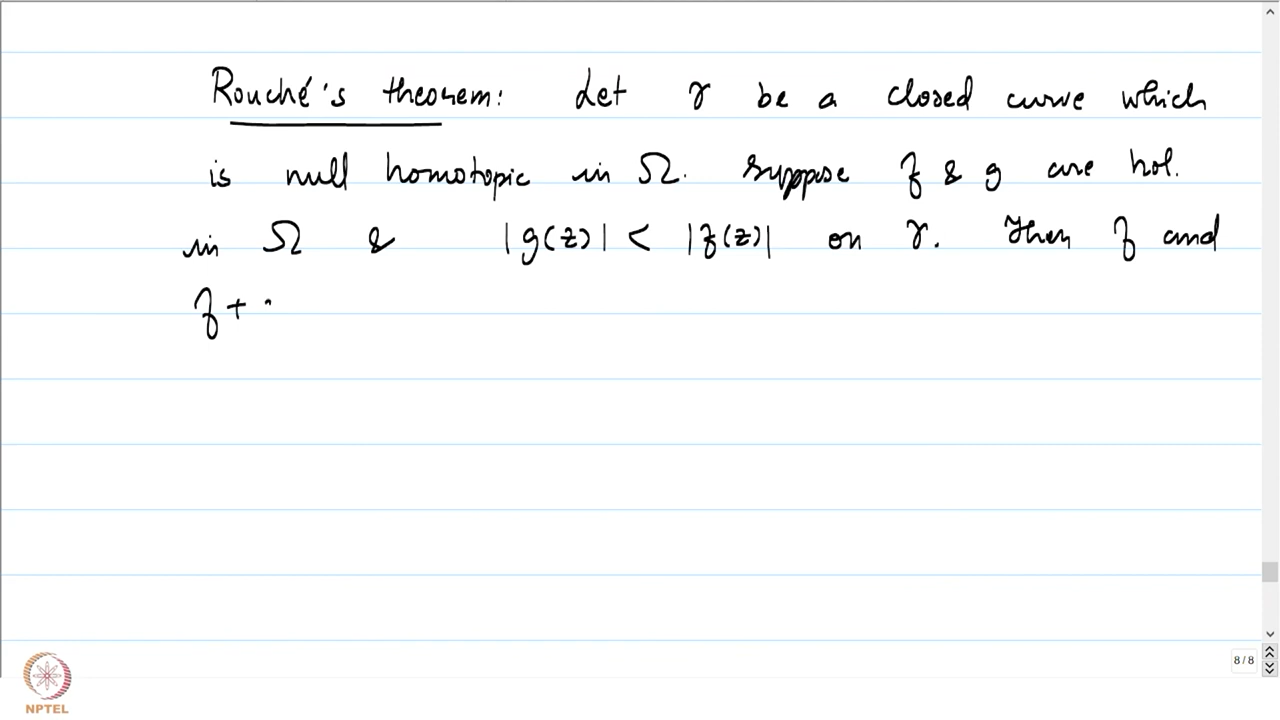 Rouché's theorem: Let γ be a closed curve which
is null homotopic in Ω. Suppose f & g are hol.
in Ω & |g(z)| < |f(z)| on γ. Then f and
f +
8 / 8
NPTEL